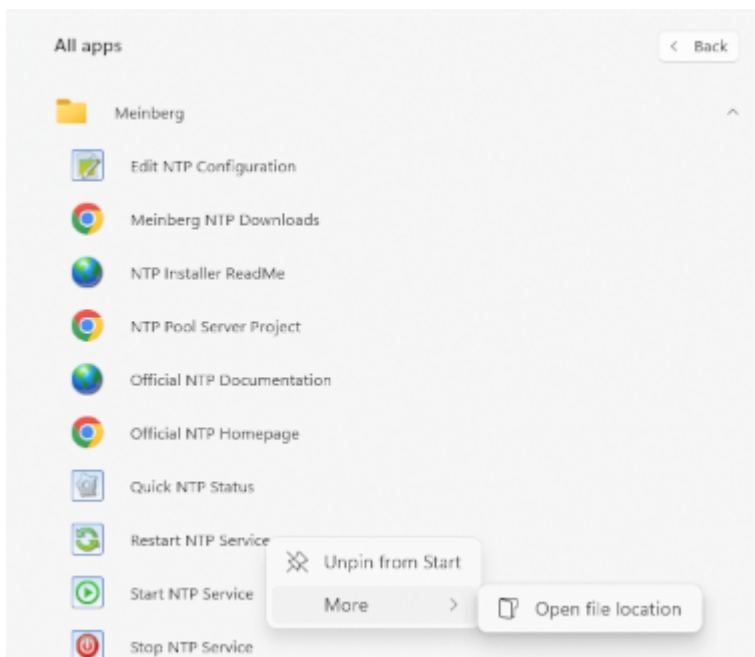 All apps
Back
Meinberg
Edit NTP Configuration
Meinberg NTP Downloads
NTP Installer ReadMe
NTP Pool Server Project
Official NTP Documentation
Official NTP Homepage
Quick NTP Status
Restart NTP Service
Unpin from Start
Start NTP Service
More
Open file location
Stop NTP Service